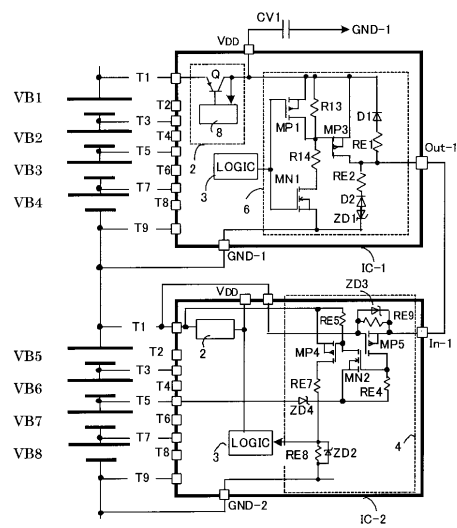 CV1
GND-1
VDD
T1
Q
VB1
T2
8
R13
D1
T3
MP1
MP3
VB2
T4
2
RE1
Out-1
T5
R14
VB3
T6
LOGIC
MN1
RE2
T7
3
D2
VB4
T8
6
ZD1
T9
GND-1
IC-1
VDD
ZD3
RE5
RE9
T1
2
MP4
MP5
In-1
VB5
T2
MN2
T3
RE7
RE4
VB6
T4
T5
ZD4
VB7
T6
4
T7
LOGIC
VB8
T8
3
RE8
ZD2
T9
GND-2
IC-2